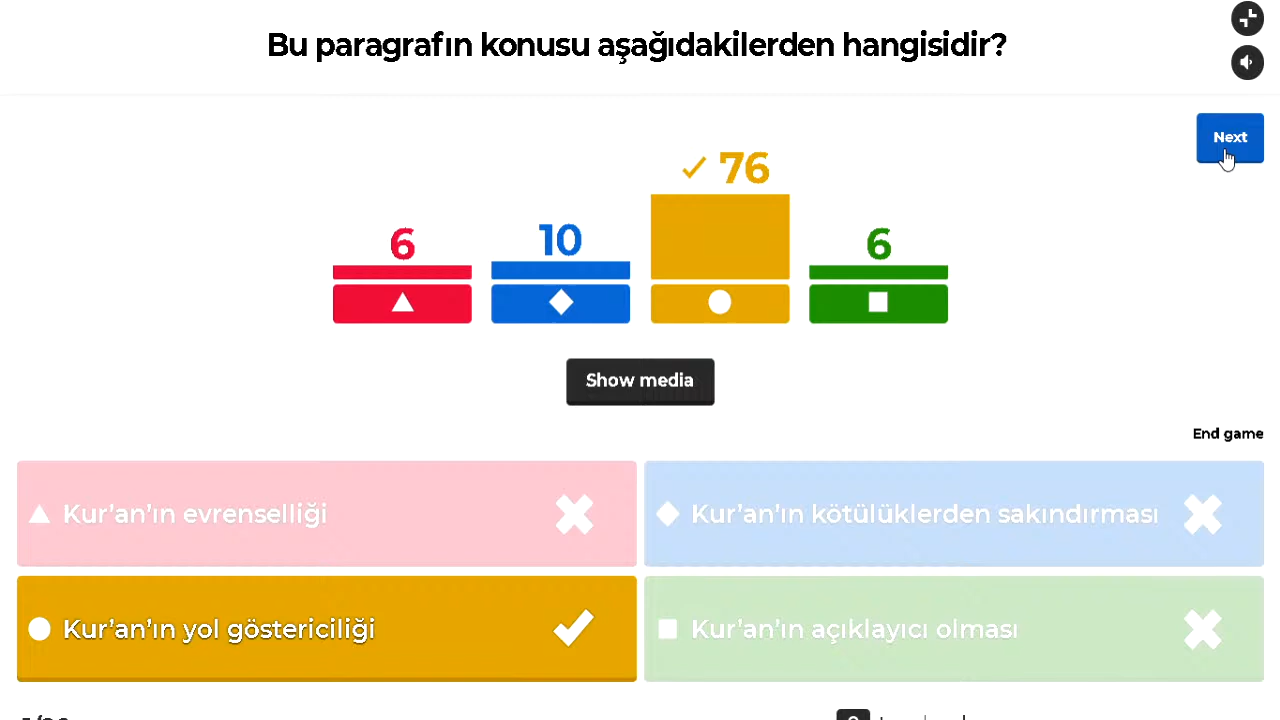 Bu paragrafın konusu aşağıdakilerden hangisidir?
Next
76
6
10
6
Show media
End game
Kur'an'ın evrenselliği
Kur'an'ın kötülüklerden sakındırması
Kur'an'ın yol göstericiliği
Kur'an'ın açıklayıcı olması